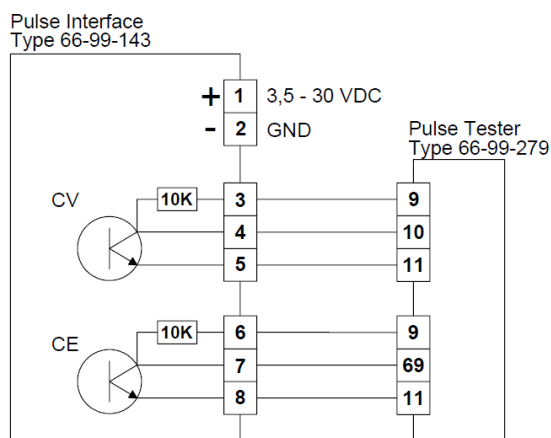 Pulse Interface
Type 66-99-143
+ 1 3,5 - 30 VDC
- 2 GND
Pulse Tester
Type 66-99-279
CV 10K 3 9
4 10
5 11
CE 10K 6 9
7 69
8 11